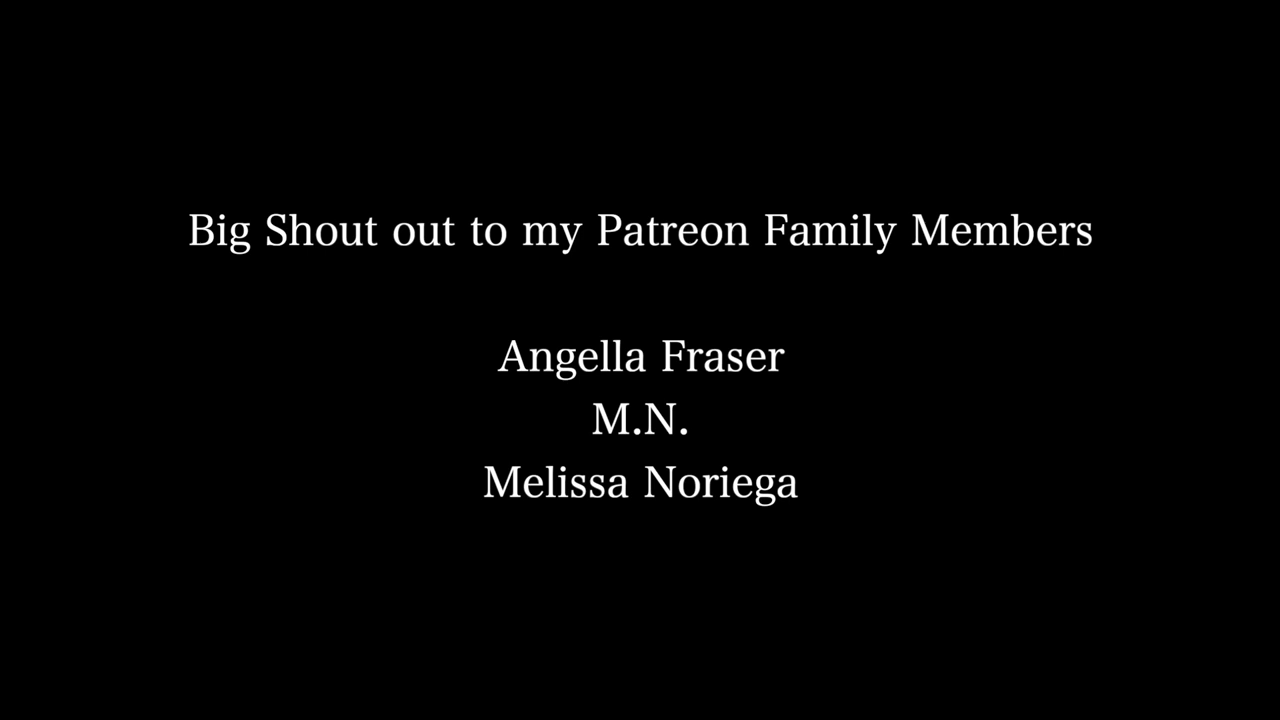 Big Shout out to my Patreon Family Members
Angella Fraser
M.N.
Melissa Noriega